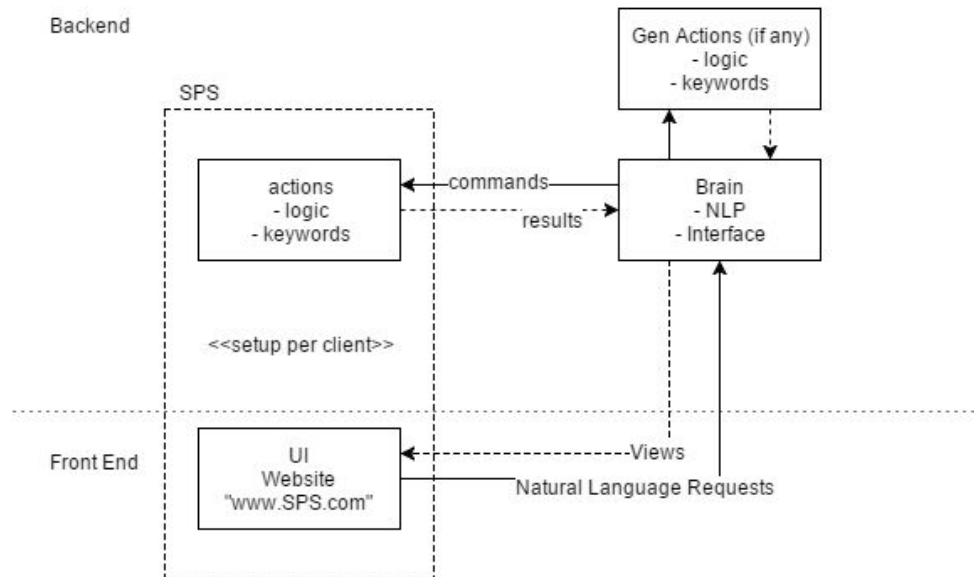 Backend
Gen Actions (if any)
- logic
- keywords
SPS
actions
- logic
- keywords
commands
results
Brain
- NLP
- Interface
<<setup per client>>
Front End
UI
Website
"www.SPS.com"
Views
Natural Language Requests